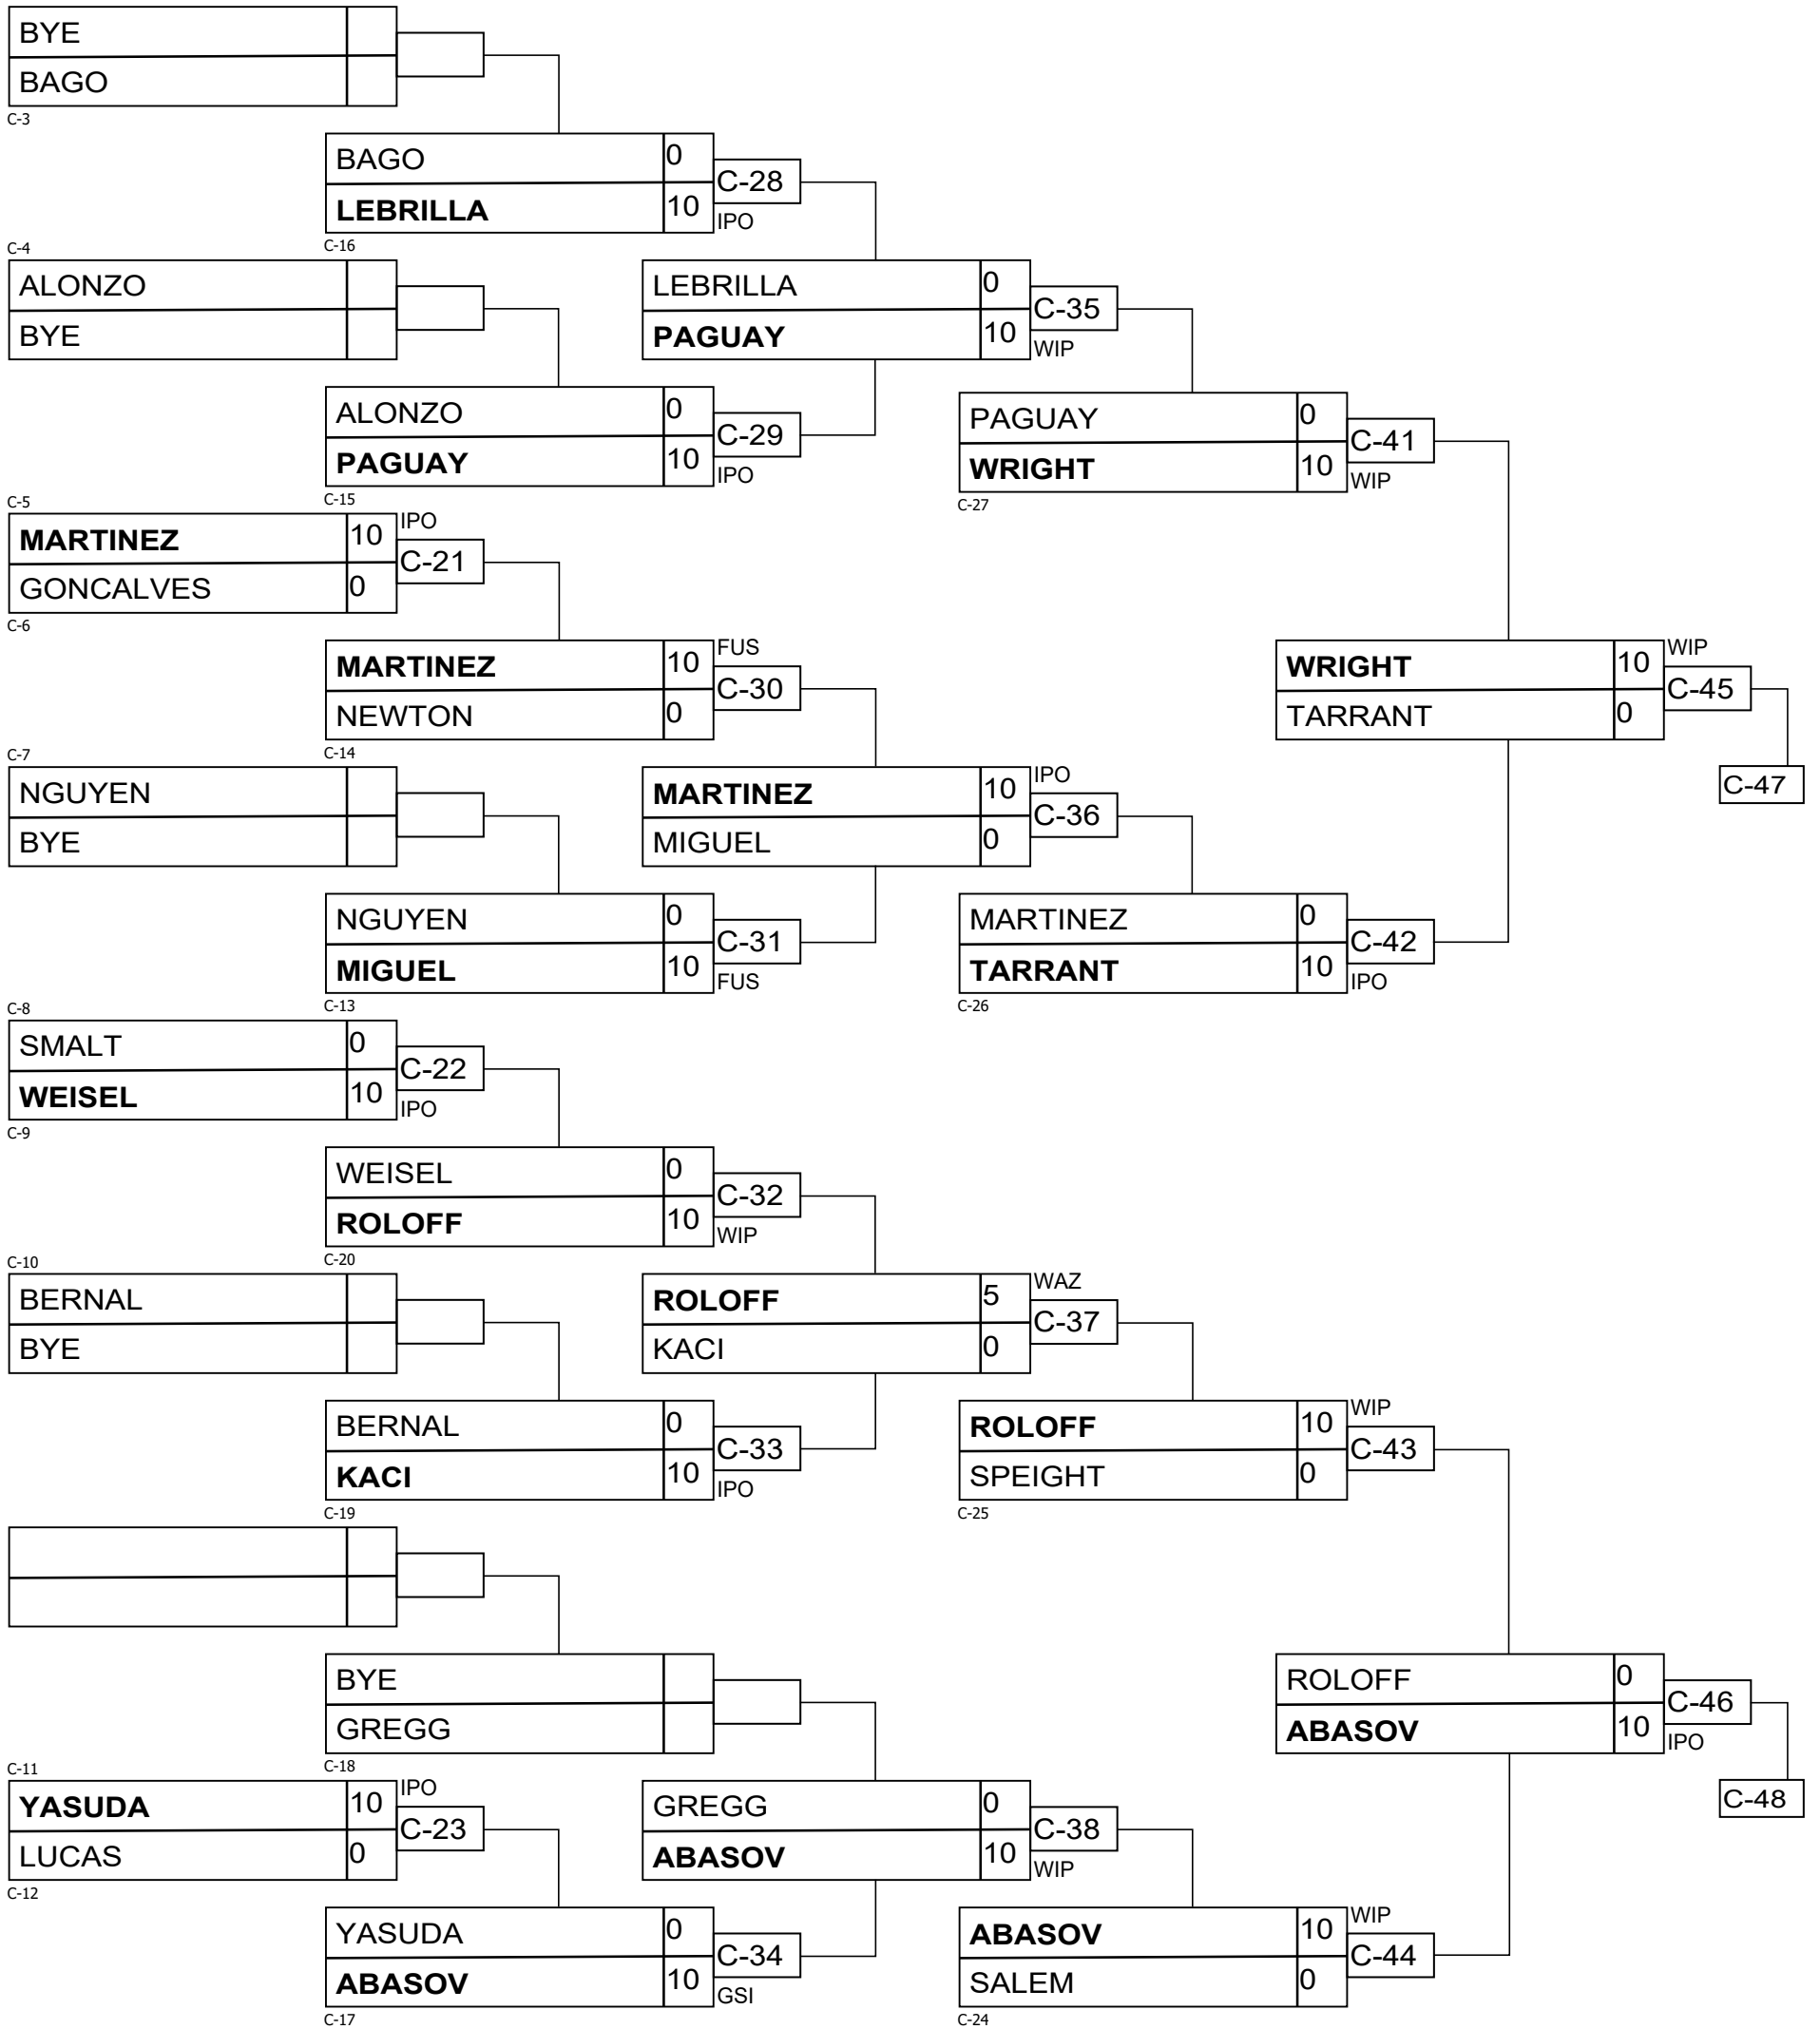 BYE
BAGO
C-3
BAGO 0
C-28
LEBRILLA 10
IPO
C-16
C-4
ALONZO
BYE
LEBRILLA 0
C-35
PAGUAY 10
WIP
ALONZO 0
C-29
PAGUAY 10
IPO
C-15
PAGUAY 0
C-41
WRIGHT 10
WIP
C-27
C-5
MARTINEZ 10
IPO
C-21
GONCALVES 0
C-6
MARTINEZ 10
FUS
C-30
NEWTON 0
C-14
WRIGHT 10
WIP
C-45
TARRANT 0
C-47
C-7
NGUYEN
BYE
MARTINEZ 10
IPO
C-36
MIGUEL 0
NGUYEN 0
C-31
MIGUEL 10
FUS
C-13
MARTINEZ 0
C-42
TARRANT 10
IPO
C-26
C-8
SMALT 0
C-22
WEISEL 10
IPO
C-9
WEISEL 0
C-32
ROLOFF 10
WIP
C-20
C-10
BERNAL
BYE
ROLOFF 5
WAZ
C-37
KACI 0
BERNAL 0
C-33
KACI 10
IPO
C-19
ROLOFF 10
WIP
C-43
SPEIGHT 0
C-25
BYE
GREGG
C-18
ROLOFF 0
C-46
ABASOV 10
IPO
C-48
C-11
YASUDA 10
IPO
C-23
LUCAS 0
C-12
GREGG 0
C-38
ABASOV 10
WIP
YASUDA 0
C-34
ABASOV 10
GSI
C-17
ABASOV 10
WIP
C-44
SALEM 0
C-24